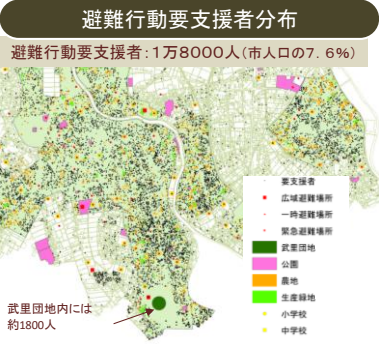 避難行動要支援者分布
避難行動要支援者：1万8000人（市人口の7．6％）
要支援者
広域避難場所
一時避難場所
緊急避難場所
武里団地
公園
農地
生産緑地
小学校
中学校
武里団地内には
約1800人